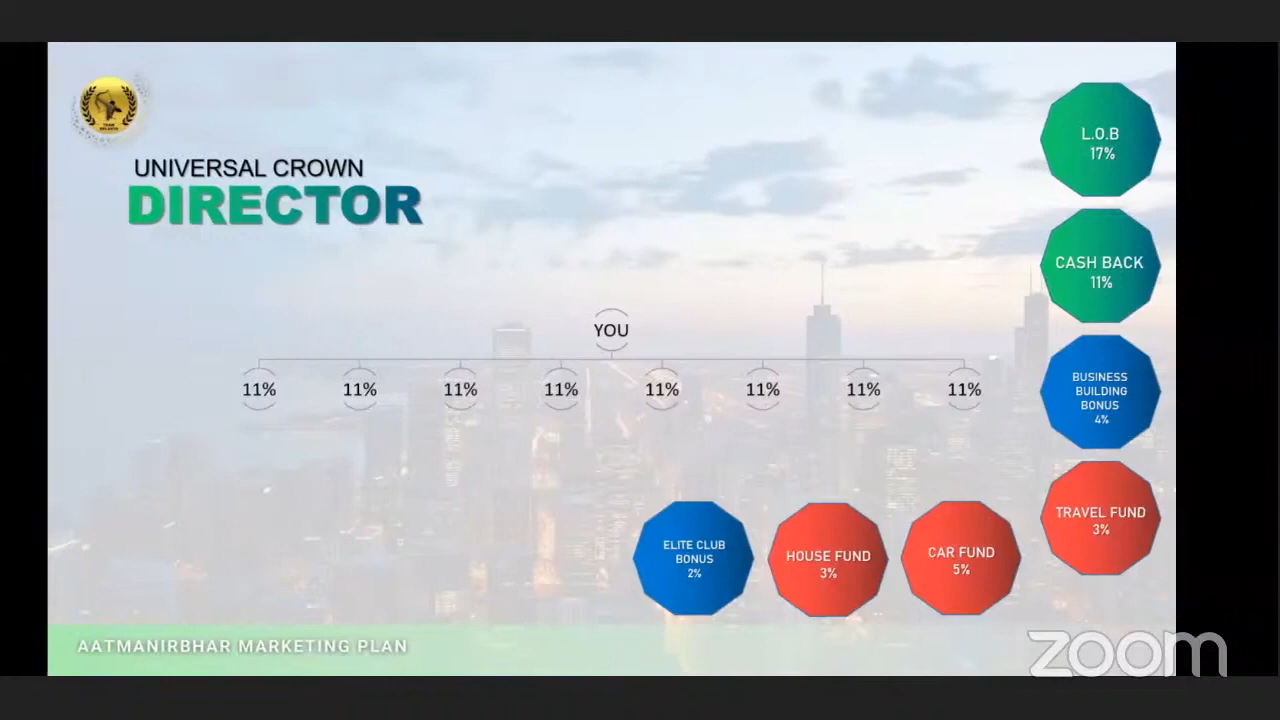 UNIVERSAL CROWN
DIRECTOR
YOU
11% 11% 11% 11% 11% 11% 11% 11%
L.O.B
17%
CASH BACK
11%
BUSINESS
BUILDING
BONUS
4%
TRAVEL FUND
3%
ELITE CLUB
BONUS
2%
HOUSE FUND
3%
CAR FUND
5%
AATMANIRBHAR MARKETING PLAN
zoom